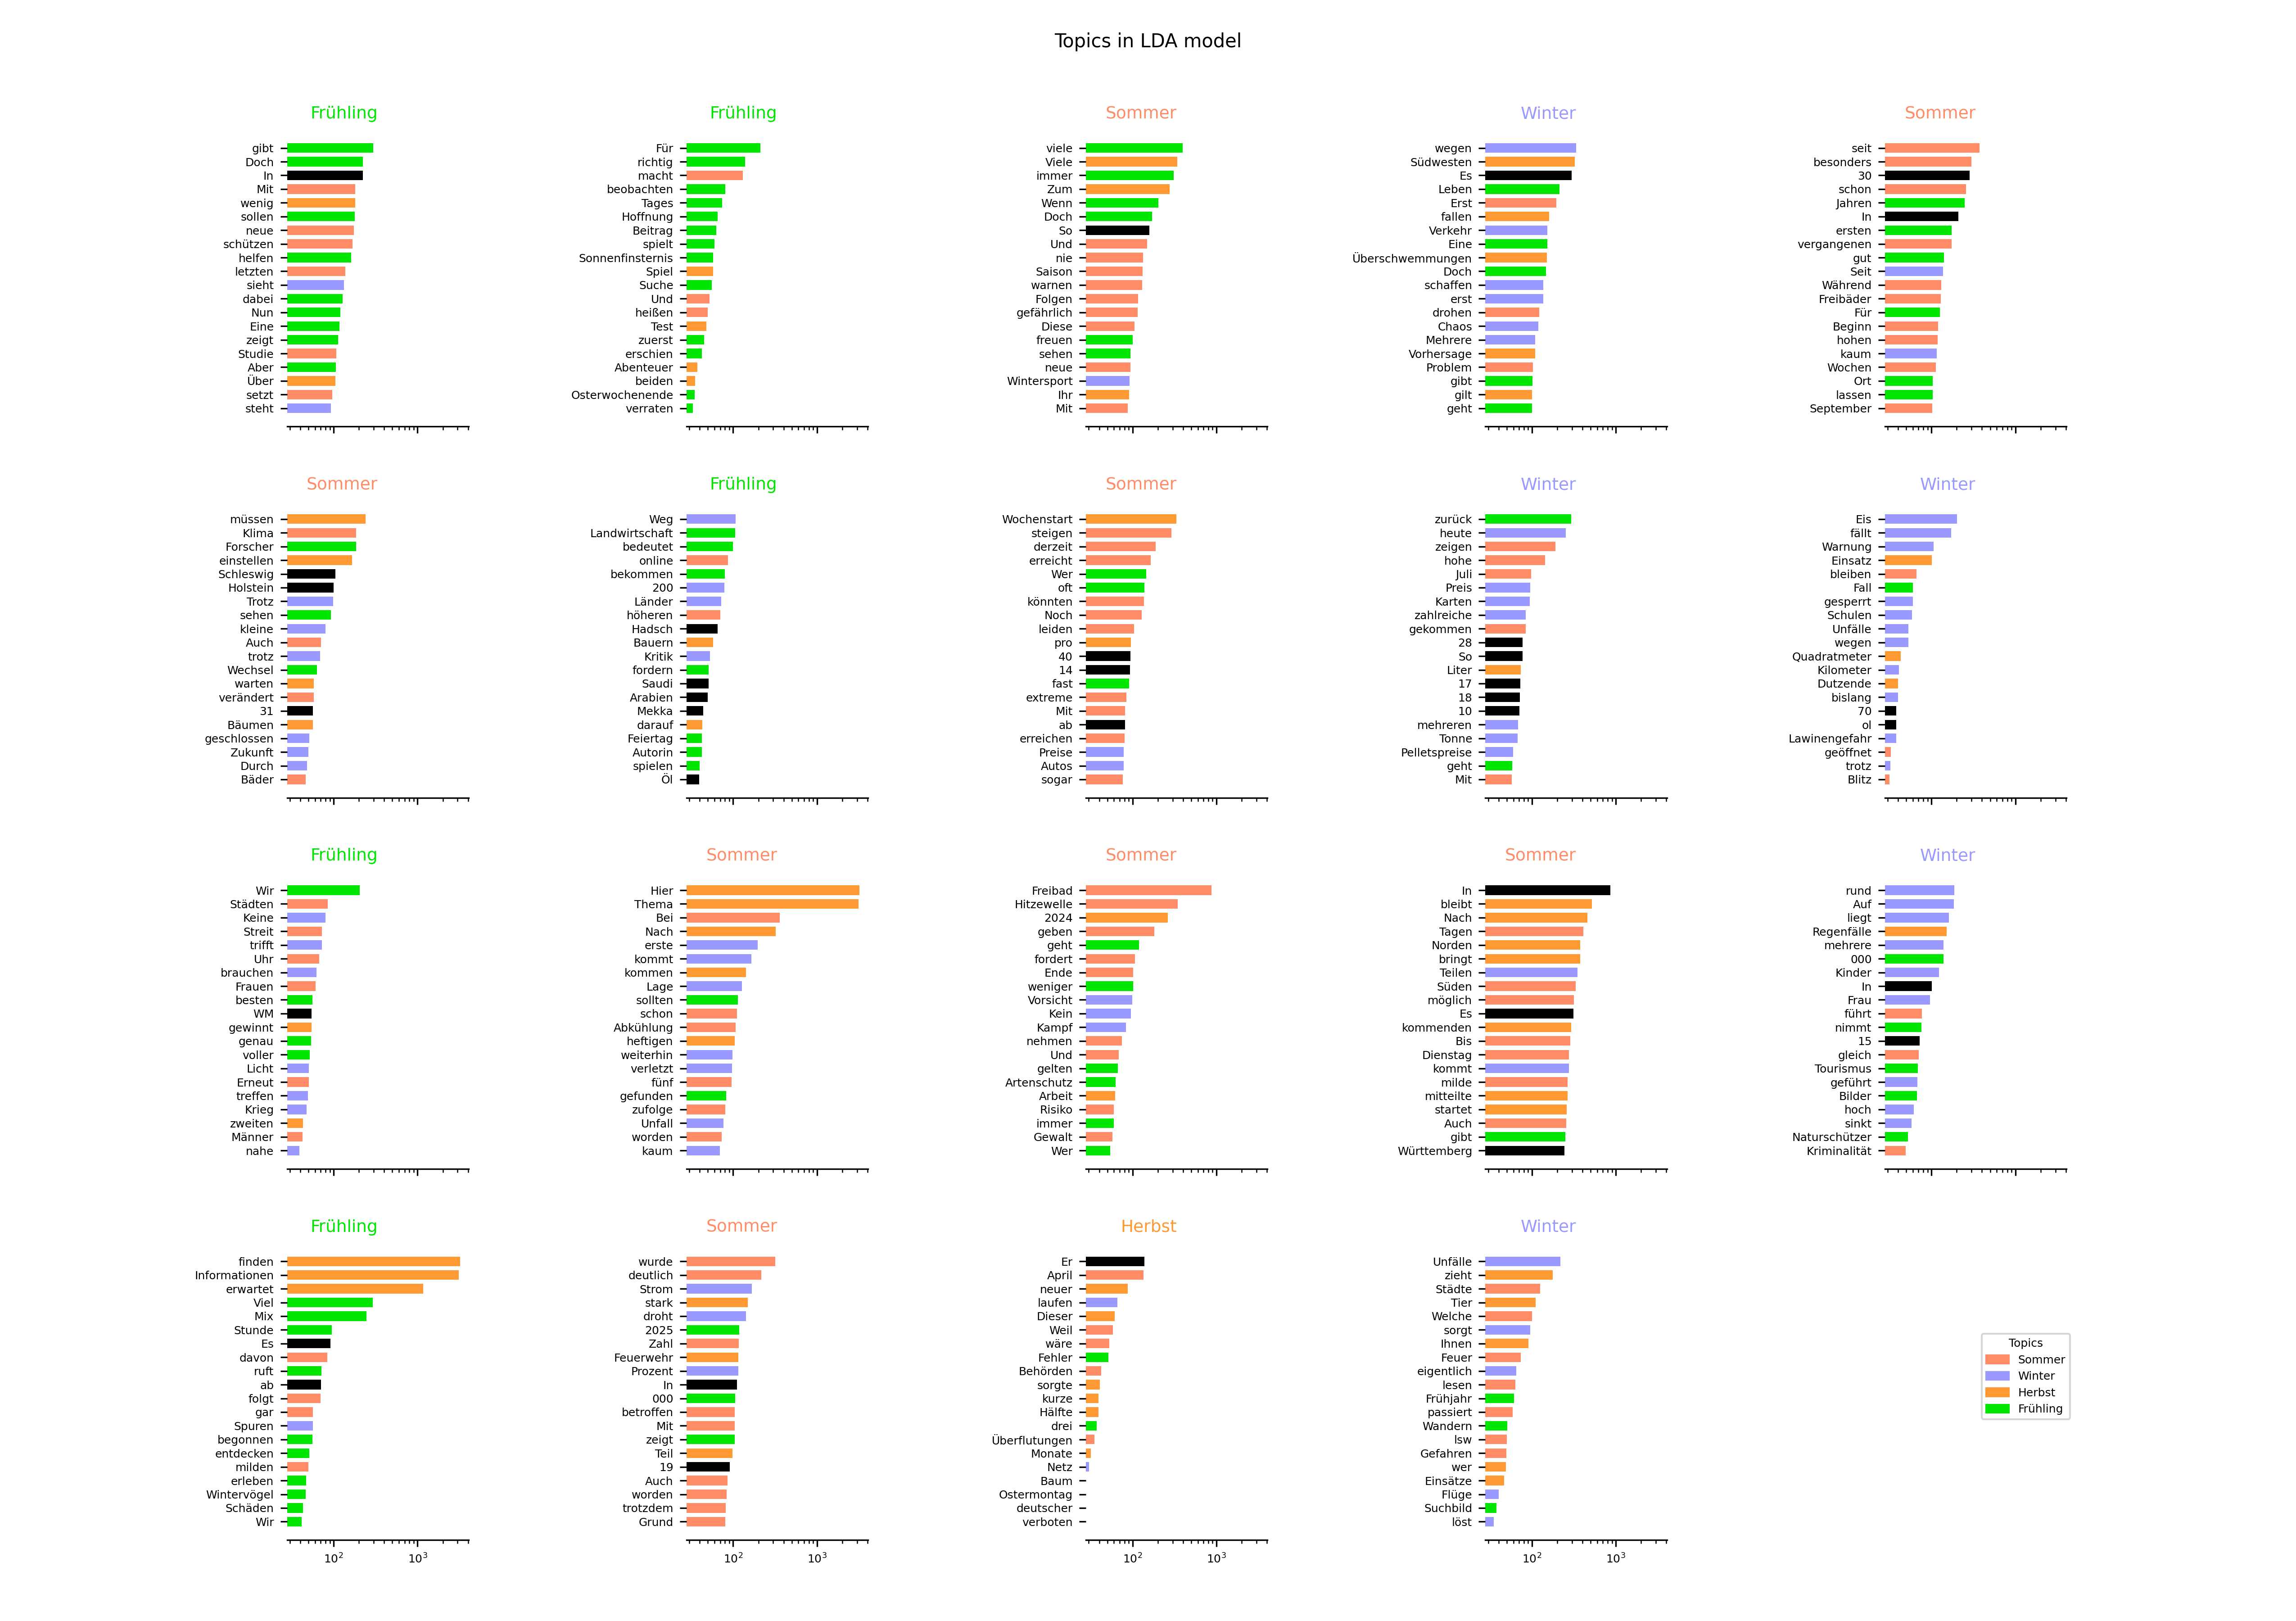 Topics in LDA model
Frühling
gibt
Doch
In
Mit
wenig
sollen
neue
schützen
helfen
letzten
sieht
dabei
Nun
Eine
zeigt
Studie
Aber
Über
setzt
steht
Frühling
Für
richtig
macht
beobachten
Tages
Hoffnung
Beitrag
spielt
Sonnenfinsternis
Spiel
Suche
Und
heißen
Test
zuerst
erschien
Abenteuer
beiden
Osterwochenende
verraten
Sommer
viele
Viele
immer
Zum
Wenn
Doch
So
Und
nie
Saison
warnen
Folgen
gefährlich
Diese
freuen
sehen
neue
Wintersport
Ihr
Mit
Winter
wegen
Südwesten
Es
Leben
Erst
fallen
Verkehr
Eine
Überschwemmungen
Doch
schaffen
erst
drohen
Chaos
Mehrere
Vorhersage
Problem
gibt
gilt
geht
Sommer
seit
besonders
30
schon
Jahren
In
ersten
vergangenen
gut
Seit
Während
Freibäder
Für
Beginn
hohen
kaum
Wochen
Ort
lassen
September
Sommer
müssen
Klima
Forscher
einstellen
Schleswig
Holstein
Trotz
sehen
kleine
Auch
trotz
Wechsel
warten
verändert
31
Bäumen
geschlossen
Zukunft
Durch
Bäder
Frühling
Weg
Landwirtschaft
bedeutet
online
bekommen
200
Länder
höheren
Hadsch
Bauern
Kritik
fordern
Saudi
Arabien
Mekka
darauf
Feiertag
Autorin
spielen
Öl
Sommer
Wochenstart
steigen
derzeit
erreicht
Wer
oft
könnten
Noch
leiden
pro
40
14
fast
extreme
Mit
ab
erreichen
Preise
Autos
sogar
Winter
zurück
heute
zeigen
hohe
Juli
Preis
Karten
zahlreiche
gekommen
28
So
Liter
17
18
10
mehreren
Tonne
Pelletspreise
geht
Mit
Winter
Eis
fällt
Warnung
Einsatz
bleiben
Fall
gesperrt
Schulen
Unfälle
wegen
Quadratmeter
Kilometer
Dutzende
bislang
70
ol
Lawinengefahr
geöffnet
trotz
Blitz
Frühling
Wir
Städten
Keine
Streit
trifft
Uhr
brauchen
Frauen
besten
WM
gewinnt
genau
voller
Licht
Erneut
treffen
Krieg
zweiten
Männer
nahe
Sommer
Hier
Thema
Bei
Nach
erste
kommt
kommen
Lage
sollten
schon
Abkühlung
heftigen
weiterhin
verletzt
fünf
gefunden
zufolge
Unfall
worden
kaum
Sommer
Freibad
Hitzewelle
2024
geben
geht
fordert
Ende
weniger
Vorsicht
Kein
Kampf
nehmen
Und
gelten
Artenschutz
Arbeit
Risiko
immer
Gewalt
Wer
Sommer
In
bleibt
Nach
Tagen
Norden
bringt
Teilen
Süden
möglich
Es
kommenden
Bis
Dienstag
kommt
milde
mitteilte
startet
Auch
gibt
Württemberg
Winter
rund
Auf
liegt
Regenfälle
mehrere
000
Kinder
In
Frau
führt
nimmt
15
gleich
Tourismus
geführt
Bilder
hoch
sinkt
Naturschützer
Kriminalität
Frühling
finden
Informationen
erwartet
Viel
Mix
Stunde
Es
davon
ruft
ab
folgt
gar
Spuren
begonnen
entdecken
milden
erleben
Wintervögel
Schäden
Wir
10²
10³
Sommer
wurde
deutlich
Strom
stark
droht
2025
Zahl
Feuerwehr
Prozent
In
000
betroffen
Mit
zeigt
Teil
19
Auch
worden
trotzdem
Grund
10²
10³
Herbst
Er
April
neuer
laufen
Dieser
Weil
wäre
Fehler
Behörden
sorgte
kurze
Hälfte
drei
Überflutungen
Monate
Netz
Baum
Ostermontag
deutscher
verboten
10²
10³
Winter
Unfälle
zieht
Städte
Tier
Welche
sorgt
Ihnen
Feuer
eigentlich
lesen
Frühjahr
passiert
Wandern
lsw
Gefahren
wer
Einsätze
Flüge
Suchbild
löst
10²
10³
Topics
Sommer
Winter
Herbst
Frühling